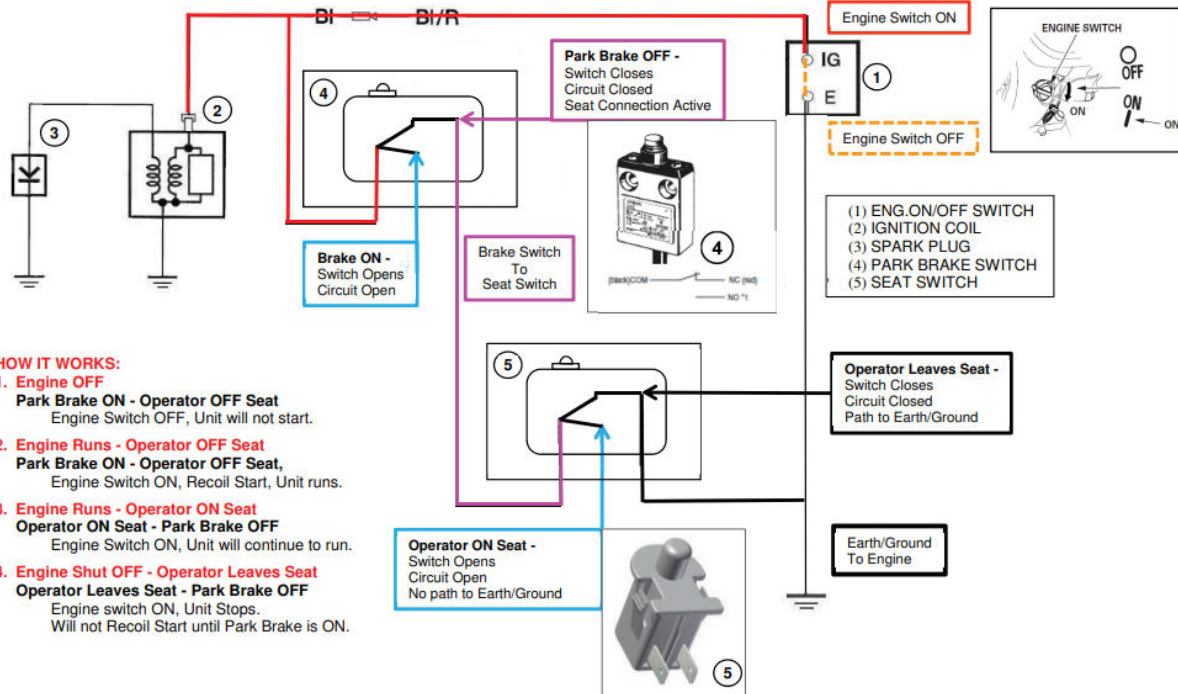 Bl Bl/R
Engine Switch ON
ENGINE SWITCH
OFF
ON
ON
ON
IG
E
1
Engine Switch OFF
2
3
4
Park Brake OFF -
Switch Closes
Circuit Closed
Seat Connection Active
Brake ON -
Switch Opens
Circuit Open
Brake Switch
To
Seat Switch
4
(black)COM NC (red)
NO *1
(1) ENG.ON/OFF SWITCH
(2) IGNITION COIL
(3) SPARK PLUG
(4) PARK BRAKE SWITCH
(5) SEAT SWITCH
5
Operator Leaves Seat -
Switch Closes
Circuit Closed
Path to Earth/Ground
HOW IT WORKS:
1. Engine OFF
Park Brake ON - Operator OFF Seat
Engine Switch OFF, Unit will not start.
2. Engine Runs - Operator OFF Seat
Park Brake ON - Operator OFF Seat,
Engine Switch ON, Recoil Start, Unit runs.
3. Engine Runs - Operator ON Seat
Operator ON Seat - Park Brake OFF
Engine Switch ON, Unit will continue to run.
4. Engine Shut OFF - Operator Leaves Seat
Operator Leaves Seat - Park Brake OFF
Engine switch ON, Unit Stops.
Will not Recoil Start until Park Brake is ON.
Operator ON Seat -
Switch Opens
Circuit Open
No path to Earth/Ground
Earth/Ground
To Engine
5